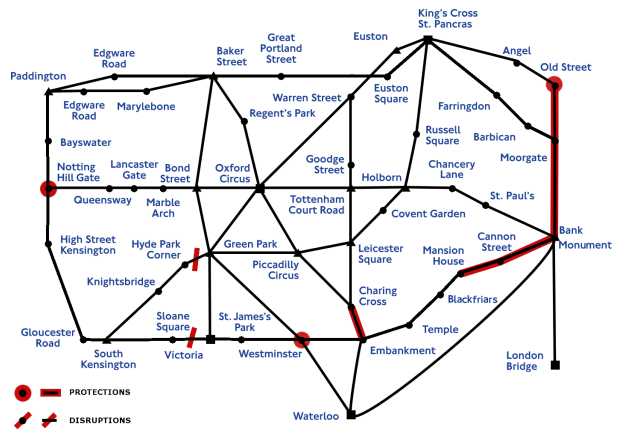 King's Cross
St. Pancras
Euston
Great
Portland
Street
Edgware
Road
Baker
Street
Angel
Old Street
Paddington
Edgware
Road
Marylebone
Warren Street
Euston
Square
Farringdon
Regent's Park
Barbican
Russell
Square
Bayswater
Moorgate
Notting
Hill Gate
Lancaster
Gate
Bond
Street
Oxford
Circus
Goodge
Street
Holborn
Chancery
Lane
Queensway
Marble
Arch
Tottenham
Court Road
St. Paul's
Covent Garden
High Street
Kensington
Hyde Park
Corner
Green Park
Piccadilly
Circus
Leicester
Square
Mansion
House
Cannon
Street
Bank
Monument
Knightsbridge
Charing
Cross
Blackfriars
Sloane
Square
St. James's
Park
Temple
Gloucester
Road
South
Kensington
Victoria
Westminster
Embankment
London
Bridge
PROTECTIONS
Waterloo
DISRUPTIONS